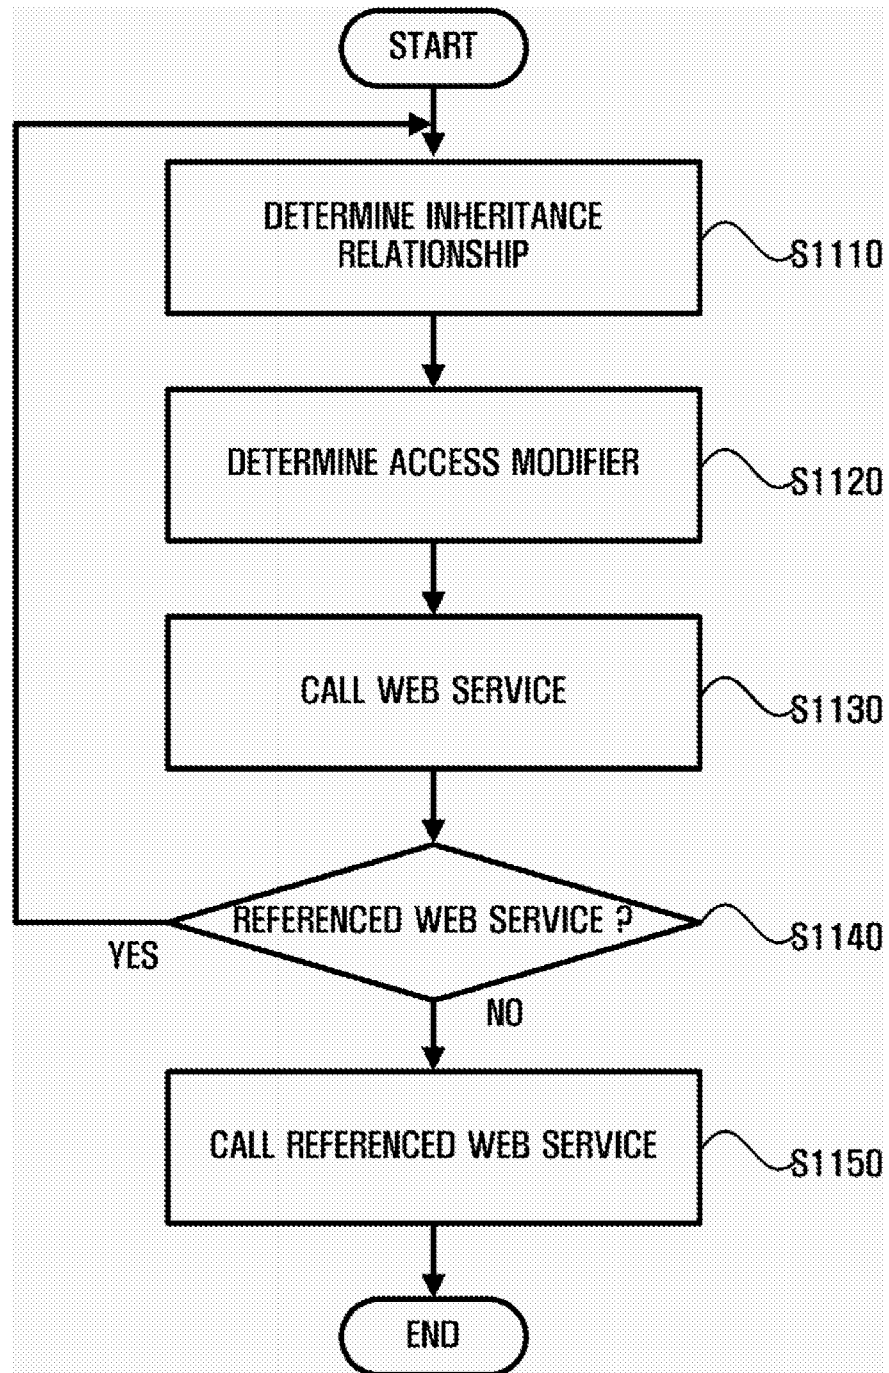 START
DETERMINE INHERITANCE
RELATIONSHIP
S1110
DETERMINE ACCESS MODIFIER
S1120
CALL WEB SERVICE
S1130
REFERENCED WEB SERVICE ?
S1140
YES
NO
CALL REFERENCED WEB SERVICE
S1150
END